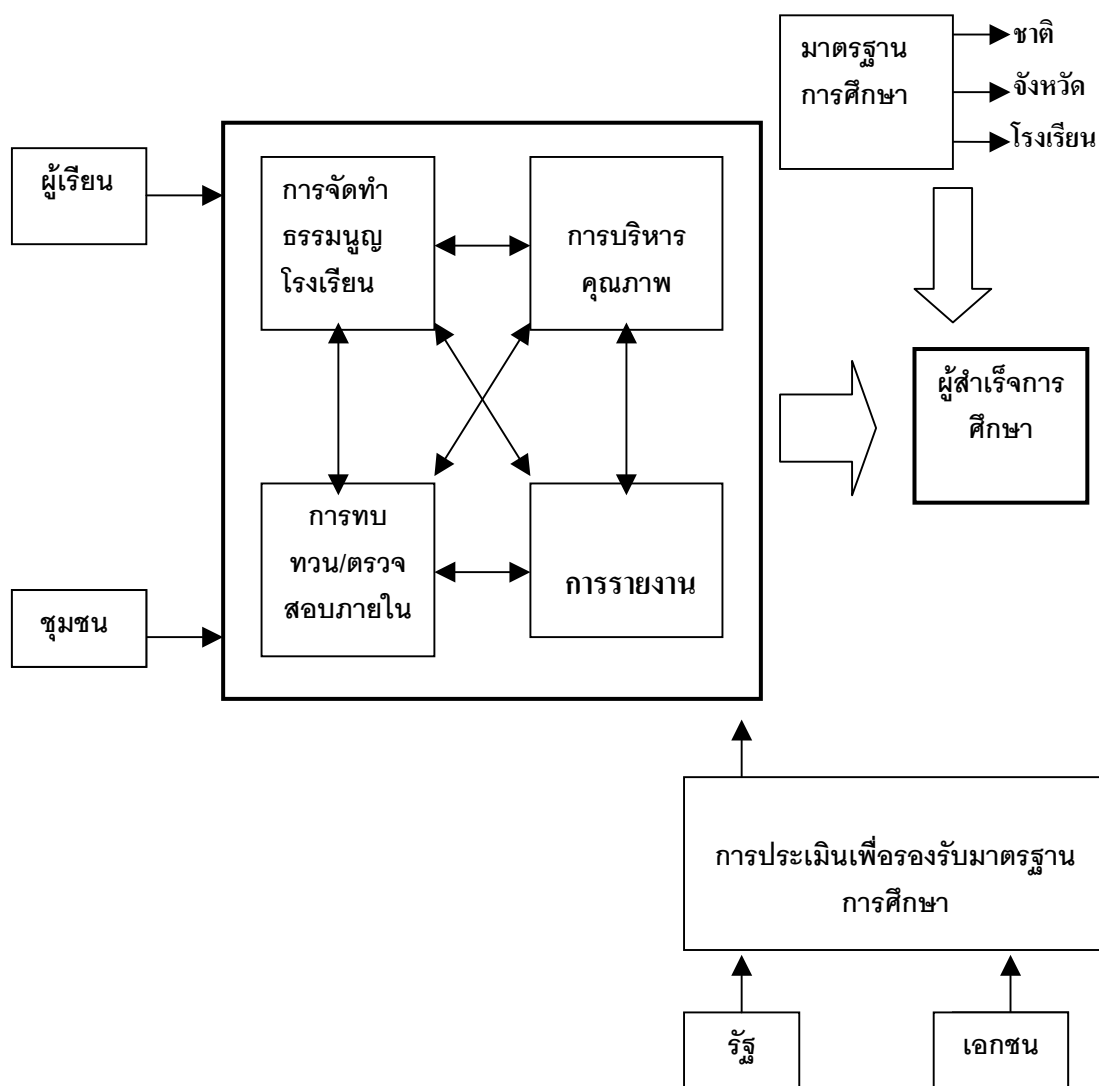 มาตรฐาน
การศึกษา
ชาติ
จังหวัด
โรงเรียน
ผู้เรียน
การจัดทำ
ธรรมนูญ
โรงเรียน
การบริหาร
คุณภาพ
ผู้สำเร็จการ
ศึกษา
การทบ
ทวน/ตรวจ
สอบภายใน
การรายงาน
ชุมชน
การประเมินเพื่อรองรับมาตรฐาน
การศึกษา
รัฐ
เอกชน